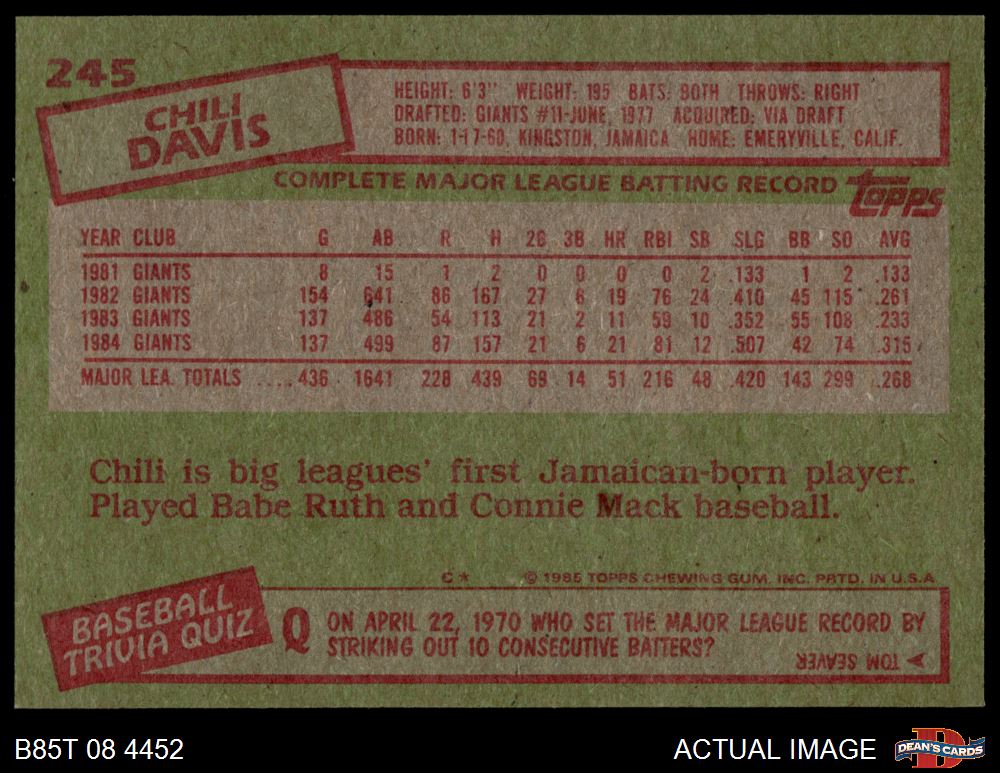 245
CHILI
DAVIS
HEIGHT: 6'3" WEIGHT: 195 BATS: BOTH THROWS: RIGHT
DRAFTED: GIANTS #11-JUNE, 1977 ACQUIRED: VIA DRAFT
BORN: 1-17-60, KINGSTON, JAMAICA HOME: EMERYVILLE, CALIF.
COMPLETE MAJOR LEAGUE BATTING RECORD topps
YEAR CLUB G AB R H 2B 3B HR RBI SB SLG BB SO AVG
1981 GIANTS 8 15 1 2 0 0 0 0 2 .133 1 2 .133
1982 GIANTS 154 641 86 167 27 6 19 76 24 .410 45 115 .261
1983 GIANTS 137 486 54 113 21 2 11 59 10 .352 55 108 .233
1984 GIANTS 137 499 87 157 21 6 21 81 12 .507 42 74 .315
MAJOR LEA. TOTALS .... 436 1641 228 439 69 14 51 216 48 .420 143 299 .268
Chili is big leagues' first Jamaican-born player.
Played Babe Ruth and Connie Mack baseball.
C* © 1985 TOPPS CHEWING GUM, INC. PRTD. IN U.S.A.
BASEBALL
TRIVIA QUIZ
Q ON APRIL 22, 1970 WHO SET THE MAJOR LEAGUE RECORD BY
STRIKING OUT 10 CONSECUTIVE BATTERS?
TOM SEAVER
B85T 08 4452 ACTUAL IMAGE DEAN'S CARDS